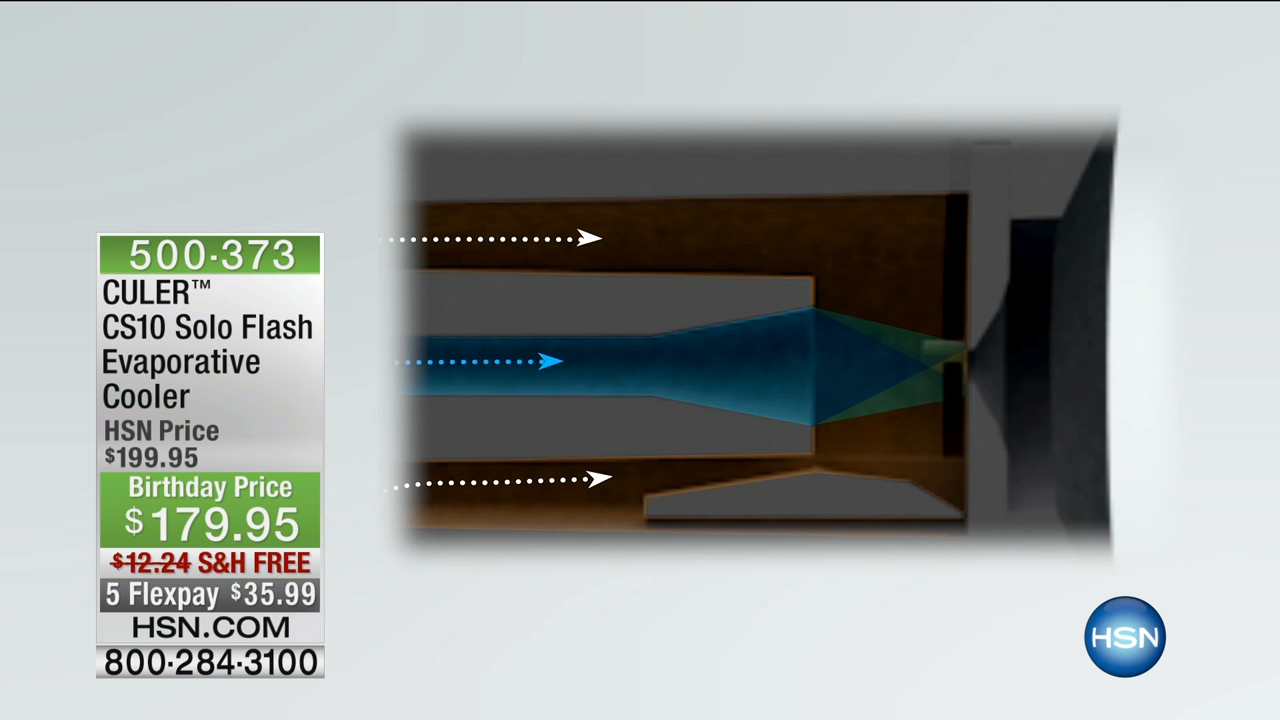 500·373
CULER™
CS10 Solo Flash
Evaporative
Cooler
HSN Price
$199.95
Birthday Price
$179.95
$12.24 S&H FREE
5 Flexpay $35.99
HSN.COM
800·284·3100
HSN